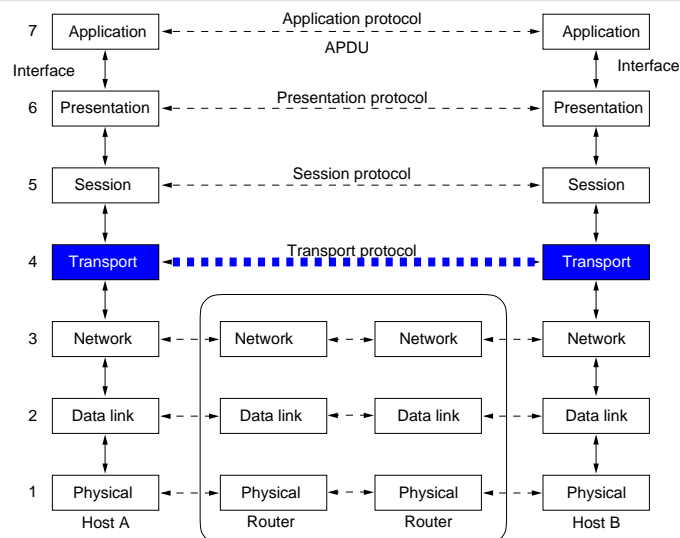 Application protocol
7 Application Application
APDU
Interface Interface
Presentation protocol
6 Presentation Presentation
Session protocol
5 Session Session
Transport protocol
4 Transport Transport
3 Network Network Network Network
2 Data link Data link Data link Data link
1 Physical Physical Physical Physical
Host A Router Router Host B